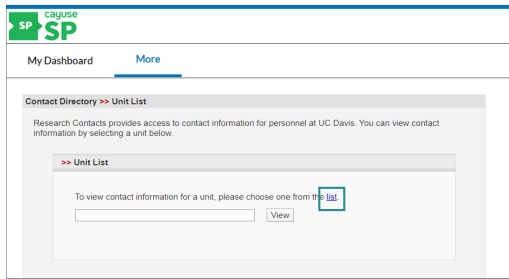 SP cayuse
SP
My Dashboard More
Contact Directory >> Unit List
Research Contacts provides access to contact information for personnel at UC Davis. You can view contact
information by selecting a unit below.
>> Unit List
To view contact information for a unit, please choose one from the list.
View